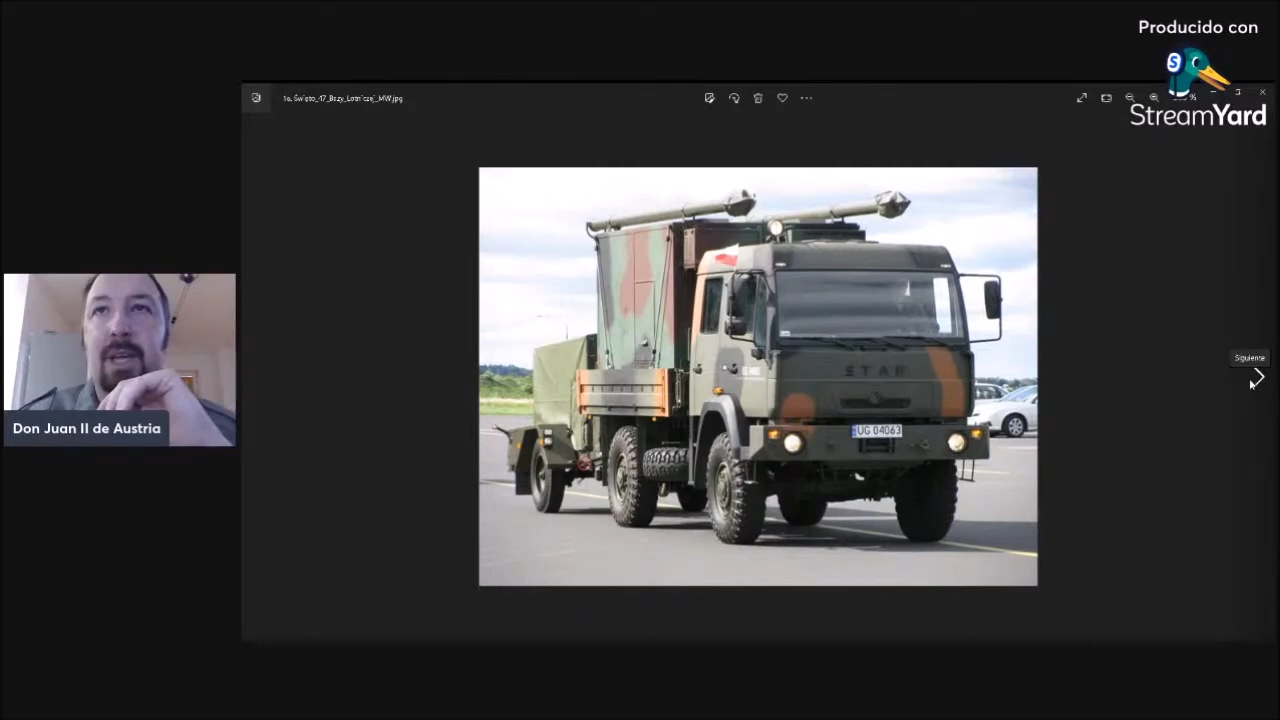 Producido con
StreamYard
Siguiente
STAR
UG 04063
Don Juan II de Austria